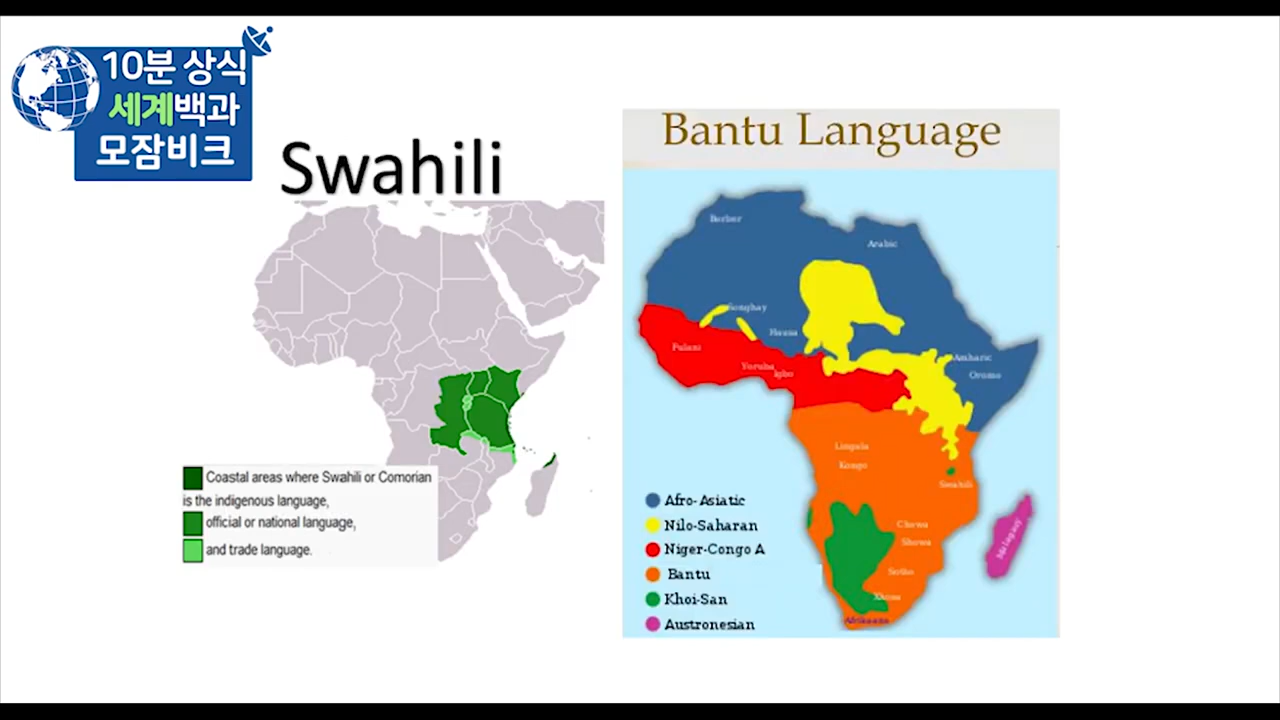 10분 상식
세계백과
모잠비크
Swahili
Coastal areas where Swahili or Comorian
is the indigenous language,
official or national language,
and trade language.
Bantu Language
Berber
Arabic
Songhay
Hausa
Fulani
Yoruba
Igbo
Amharic
Oromo
Lingala
Kongo
Swahili
Chewa
Shona
Sotho
Xhosa
Afrikaans
Malagasy
Afro-Asiatic
Nilo-Saharan
Niger-Congo A
Bantu
Khoi-San
Austronesian